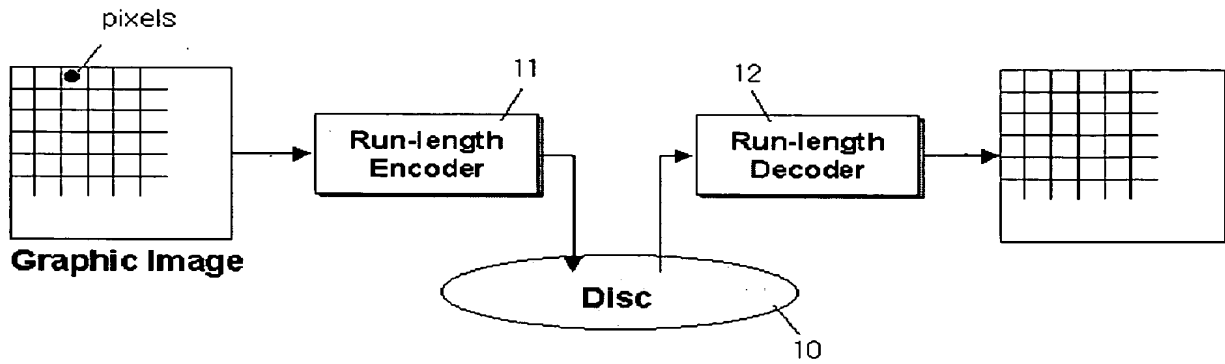 pixels
11
12
Run-length
Encoder
Run-length
Decoder
Graphic Image
Disc
10